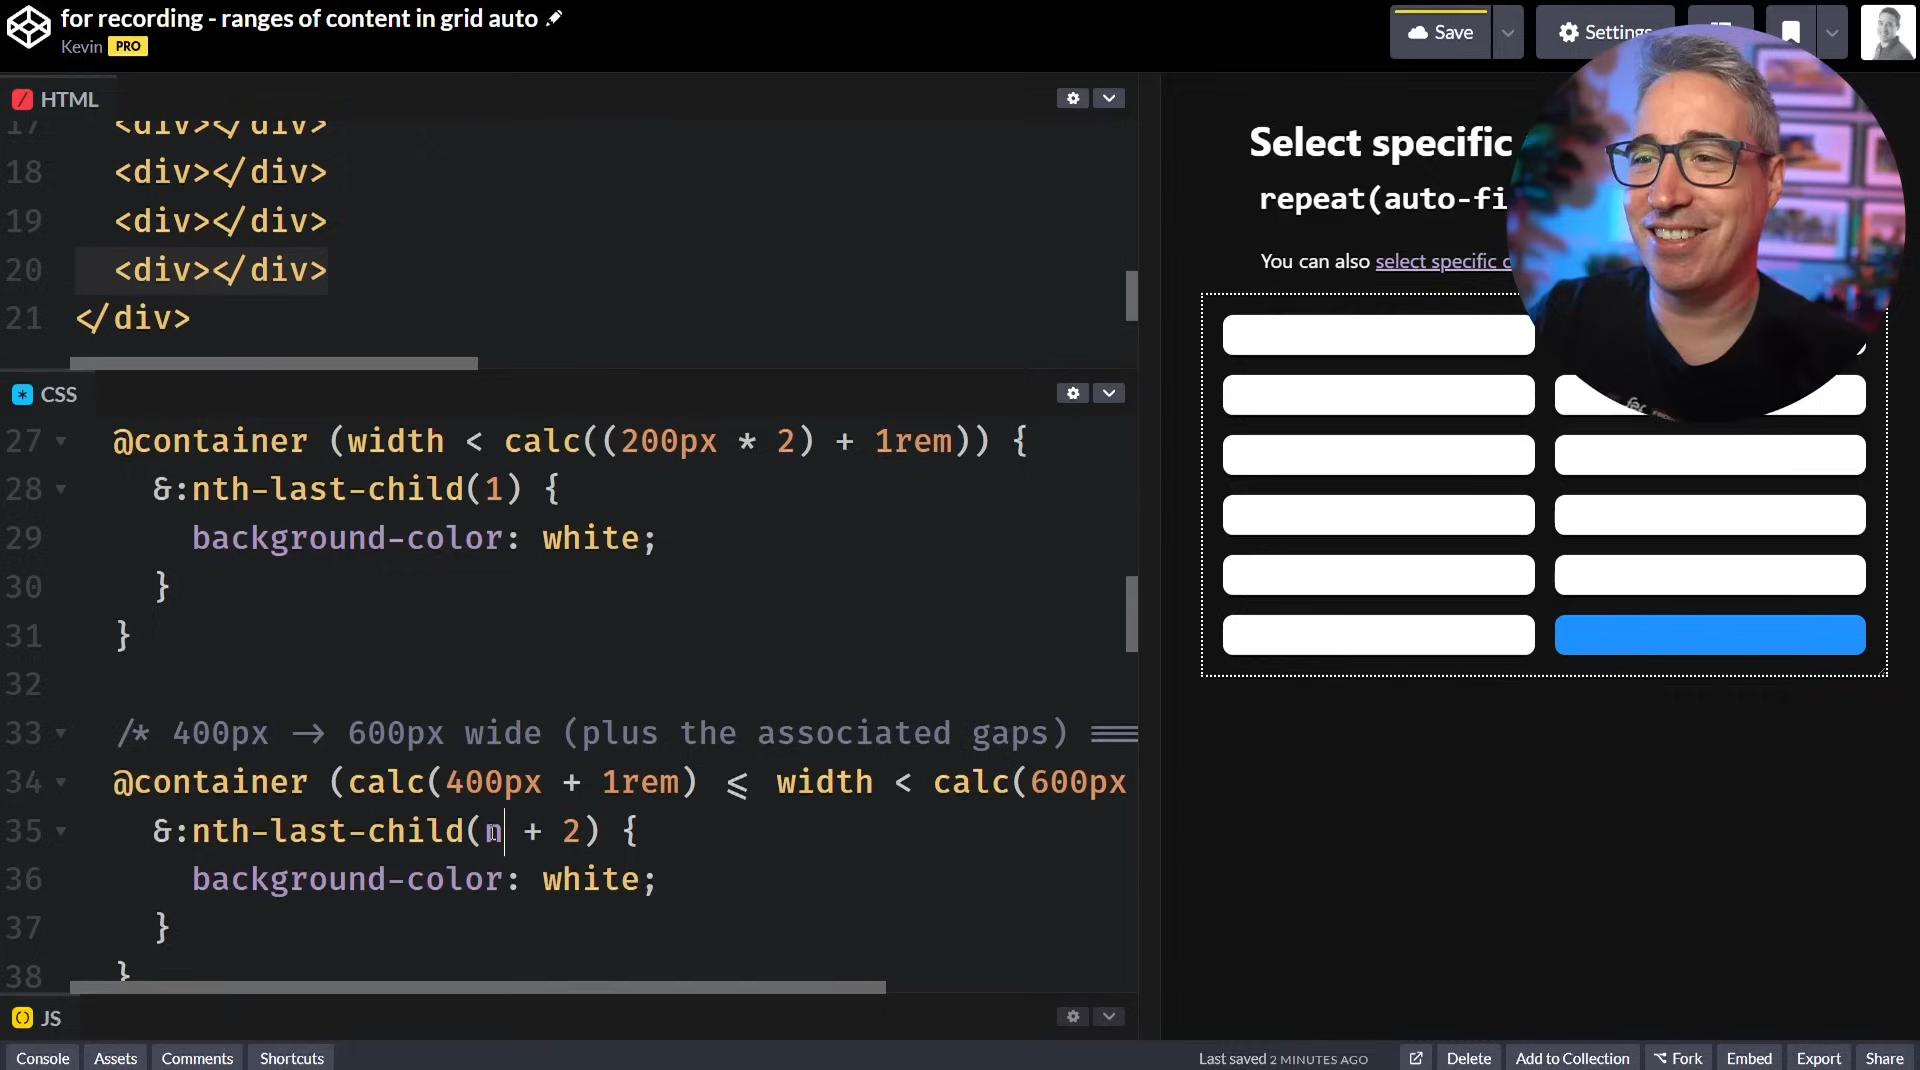 for recording - ranges of content in grid auto
Kevin PRO
Save
Settings
HTML
17 <div></div>
18 <div></div>
19 <div></div>
20 <div></div>
21 </div>
CSS
27 @container (width < calc((200px * 2) + 1rem)) {
28 &:nth-last-child(1) {
29 background-color: white;
30 }
31 }
32
33 /* 400px -> 600px wide (plus the associated gaps) ===
34 @container (calc(400px + 1rem) <= width < calc(600px
35 &:nth-last-child(n + 2) {
36 background-color: white;
37 }
38 }
JS
Select specific
repeat(auto-fi
You can also select specific c
Console Assets Comments Shortcuts
Last saved 2 MINUTES AGO Delete Add to Collection Fork Embed Export Share